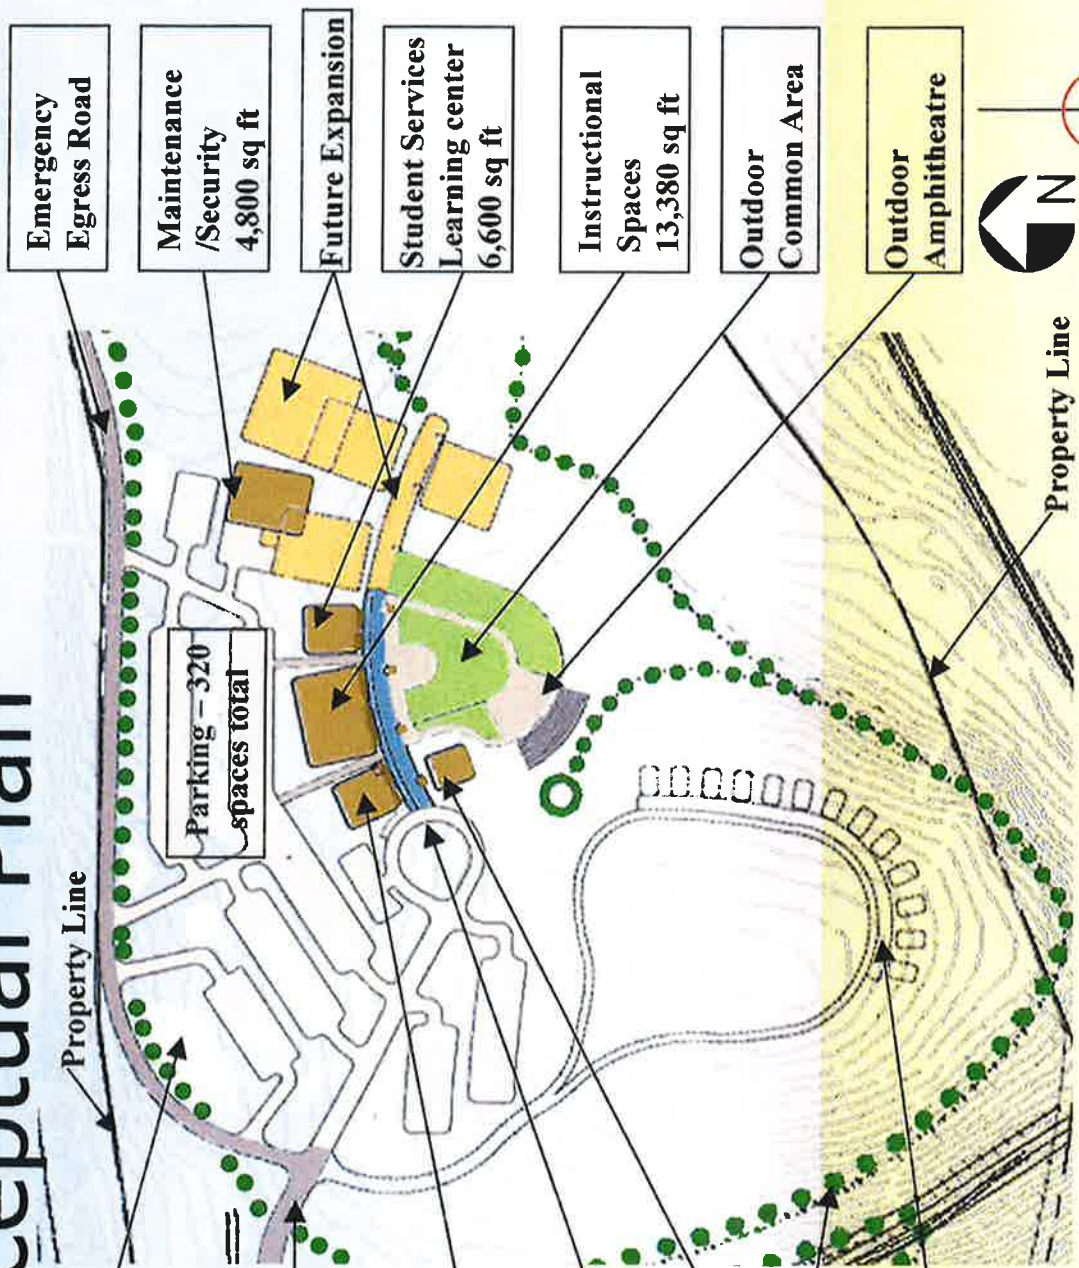 ceptual Plan
Emergency
Egress Road
Maintenance
/Security
4,800 sq ft
Future Expansion
Student Services
Learning center
6,600 sq ft
Instructional
Spaces
13,380 sq ft
Outdoor
Common Area
Outdoor
Amphitheatre
Property Line
Parking – 320
spaces total
Property Line
N